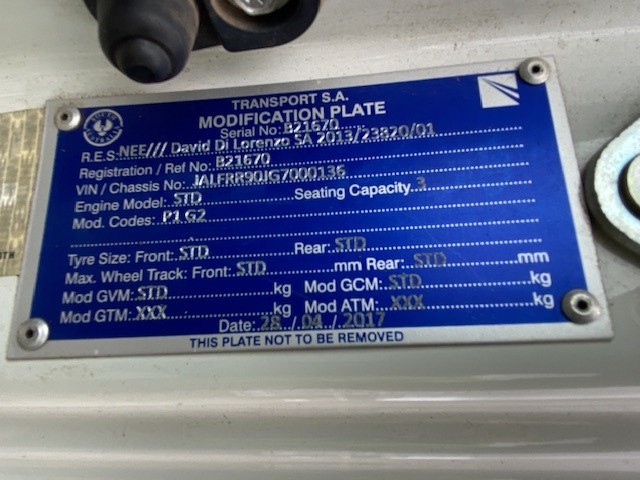 TRANSPORT S.A.
MODIFICATION PLATE
Serial No: B21670
R.E.S NEE/// David Di Lorenzo SA 2013/23820/01
Registration / Ref No: B21670
VIN / Chassis No: JALFRR90JG7000136
Engine Model: STD Seating Capacity 3
Mod. Codes: P1 G2
Tyre Size: Front: STD Rear: STD
Max. Wheel Track: Front: STD mm Rear: STD mm
Mod GVM: STD kg Mod GCM: STD kg
Mod GTM: XXX kg Mod ATM: XXX kg
Date: 28 / 04 / 2017
THIS PLATE NOT TO BE REMOVED